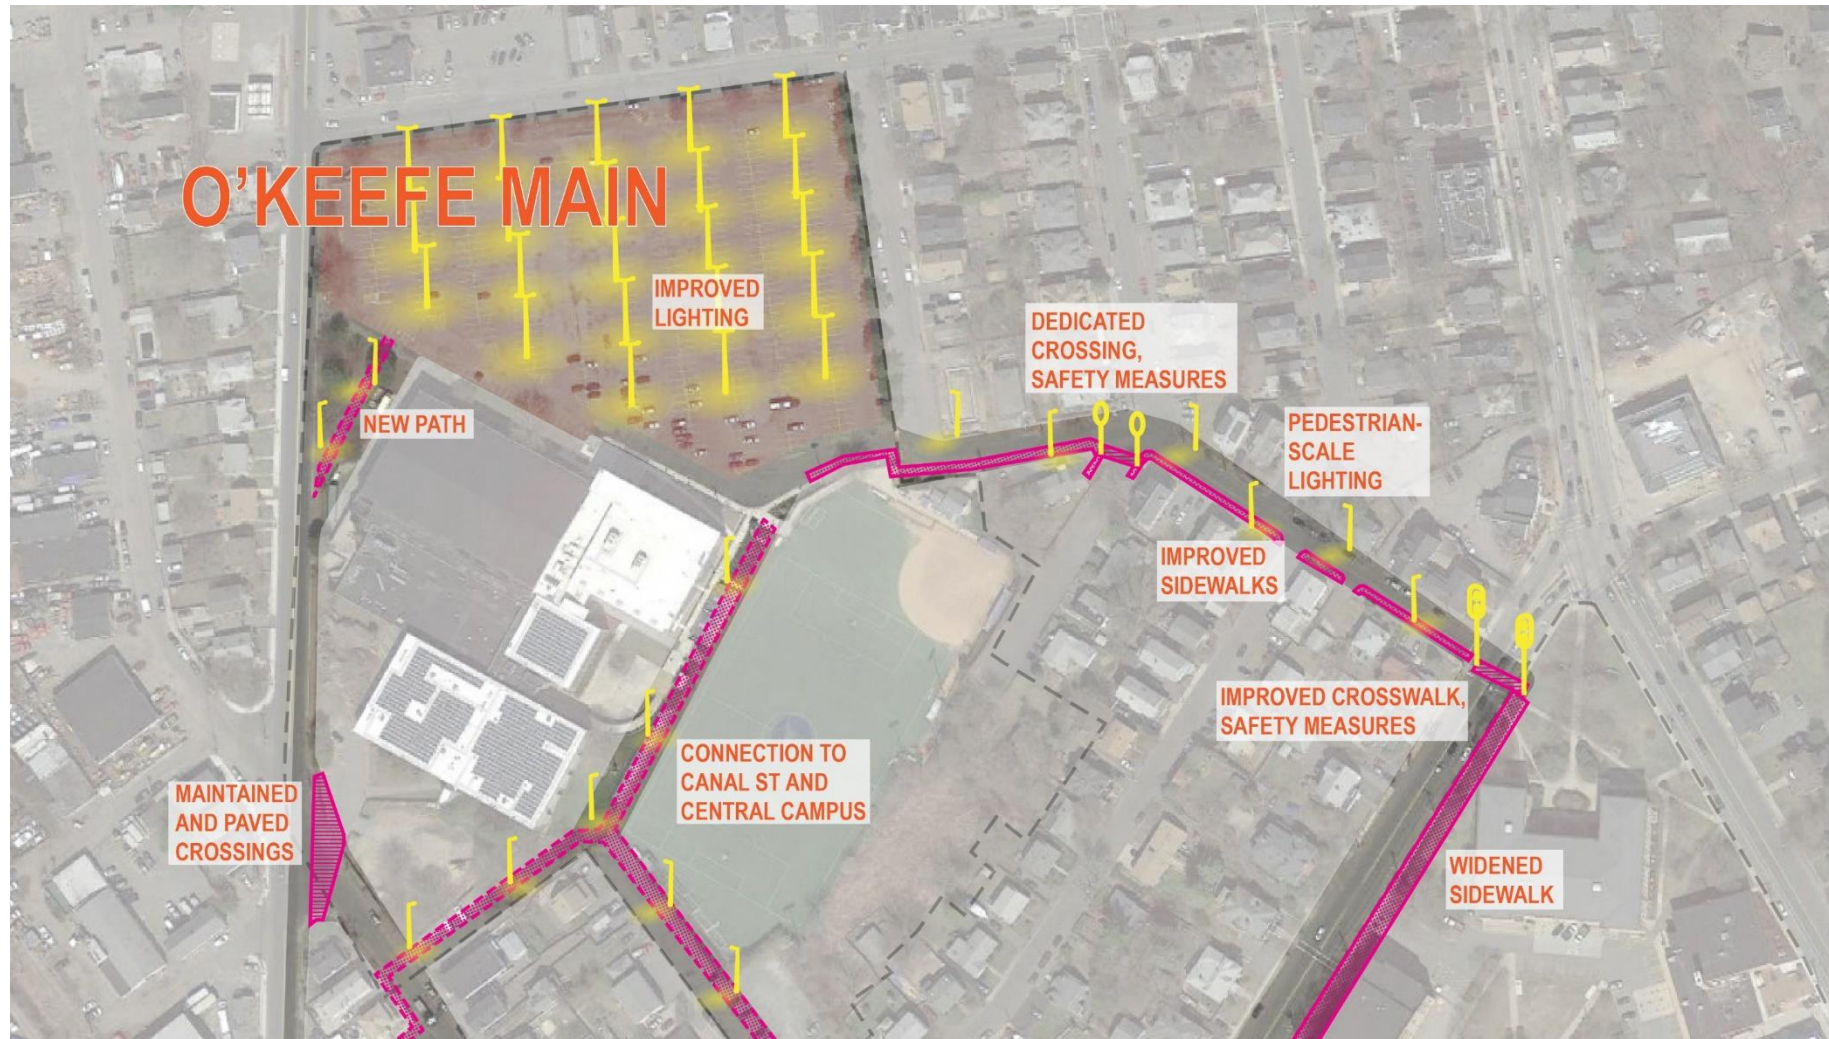 O'KEEFE MAIN
IMPROVED
LIGHTING
DEDICATED
CROSSING,
SAFETY MEASURES
NEW PATH
PEDESTRIAN-
SCALE
LIGHTING
IMPROVED
SIDEWALKS
IMPROVED CROSSWALK,
SAFETY MEASURES
CONNECTION TO
CANAL ST AND
CENTRAL CAMPUS
MAINTAINED
AND PAVED
CROSSINGS
WIDENED
SIDEWALK